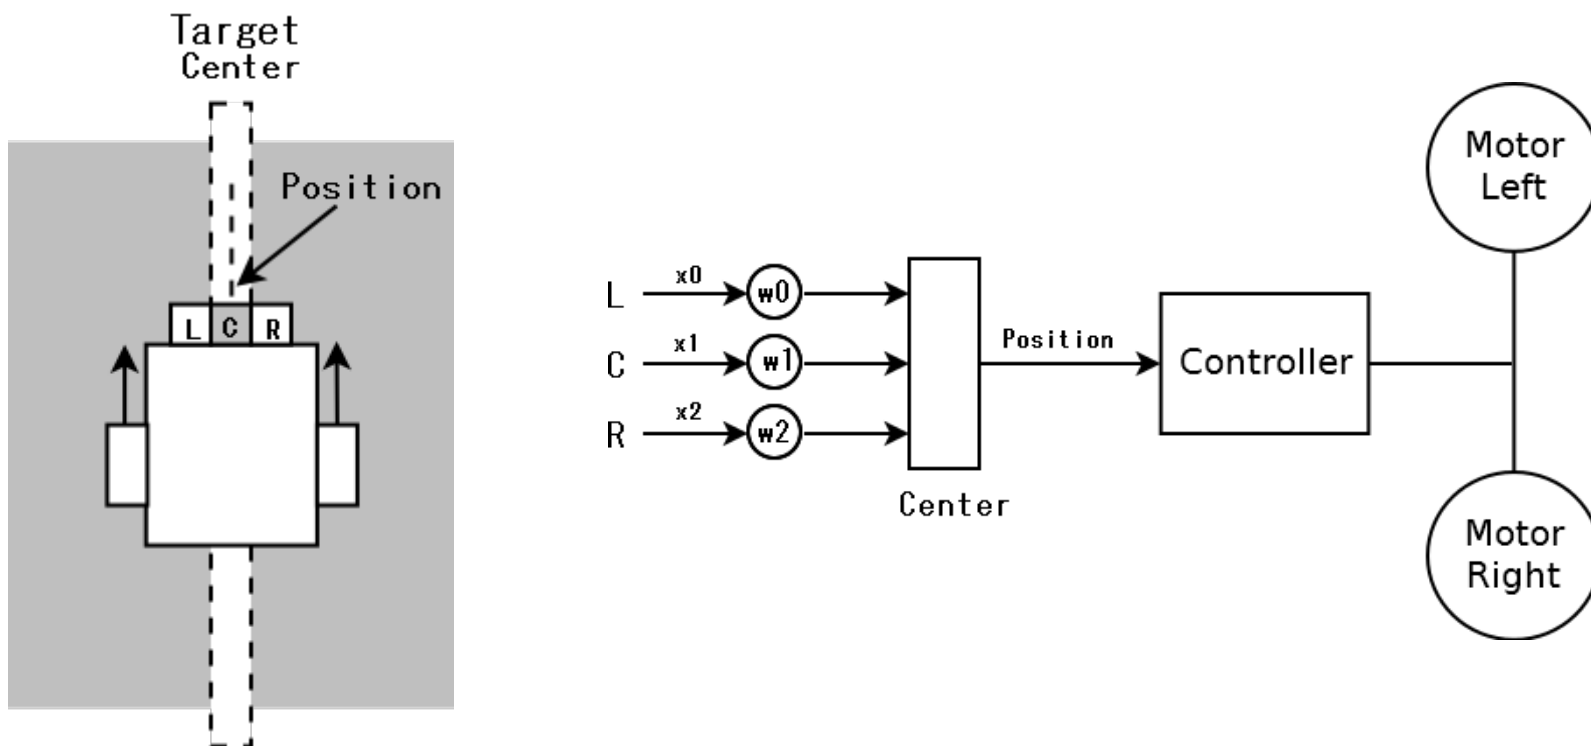 Target
Center
Position
L C R
L x0 w0
C x1 w1
R x2 w2
Center
Position
Controller
Motor
Left
Motor
Right